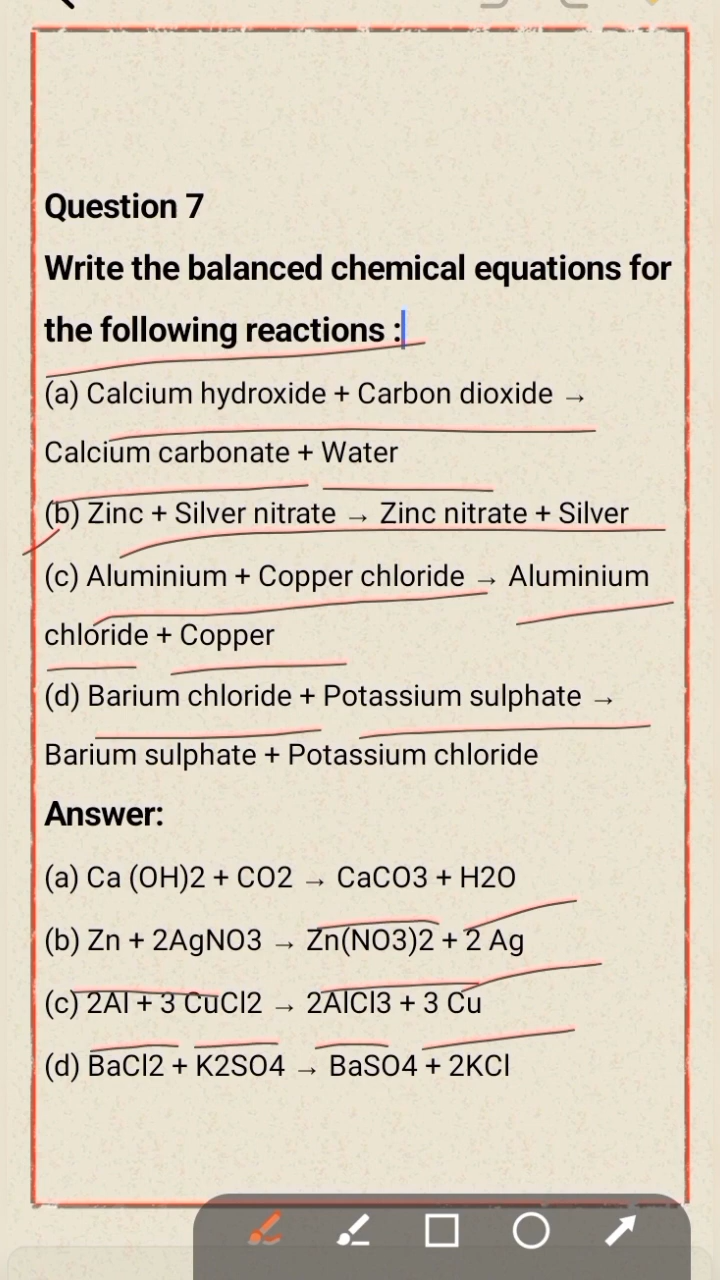 Question 7
Write the balanced chemical equations for
the following reactions :
(a) Calcium hydroxide + Carbon dioxide →
Calcium carbonate + Water
(b) Zinc + Silver nitrate → Zinc nitrate + Silver
(c) Aluminium + Copper chloride → Aluminium
chloride + Copper
(d) Barium chloride + Potassium sulphate →
Barium sulphate + Potassium chloride
Answer:
(a) Ca (OH)2 + CO2 → CaCO3 + H2O
(b) Zn + 2AgNO3 → Zn(NO3)2 + 2 Ag
(c) 2Al + 3 CuCl2 → 2AlCl3 + 3 Cu
(d) BaCl2 + K2SO4 → BaSO4 + 2KCl